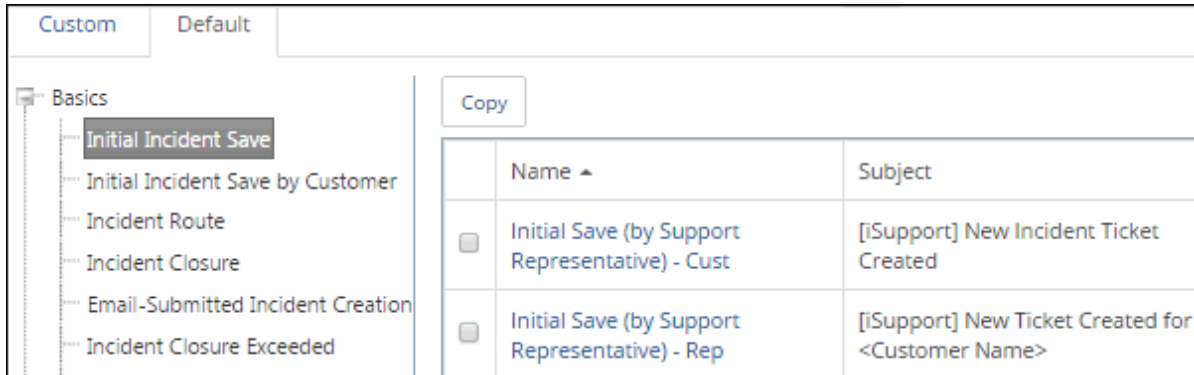 Custom
Default
Basics
Initial Incident Save
Initial Incident Save by Customer
Incident Route
Incident Closure
Email-Submitted Incident Creation
Incident Closure Exceeded
Copy
Name
Subject
Initial Save (by Support
Representative) - Cust
[iSupport] New Incident Ticket
Created
Initial Save (by Support
Representative) - Rep
[iSupport] New Ticket Created for
<Customer Name>